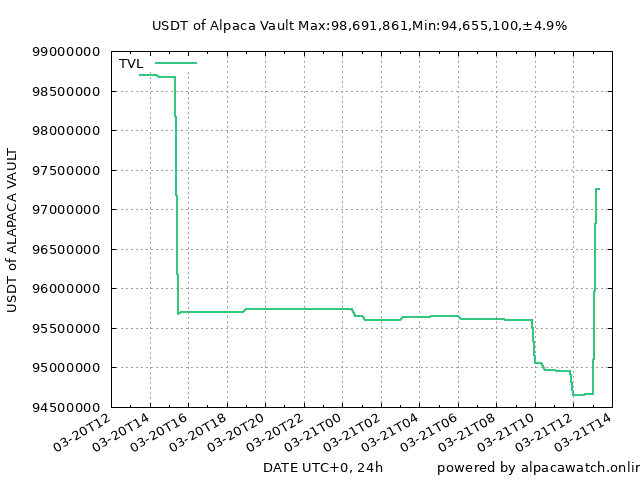 USDT of Alpaca Vault Max:98,691,861,Min:94,655,100,±4.9%
TVL
99000000
98500000
98000000
97500000
97000000
96500000
96000000
95500000
95000000
94500000
USDT of ALAPACA VAULT
03-20T12
03-20T14
03-20T16
03-20T18
03-20T20
03-20T22
03-21T00
03-21T02
03-21T04
03-21T06
03-21T08
03-21T10
03-21T12
03-21T14
DATE UTC+0, 24h
powered by alpacawatch.onlin